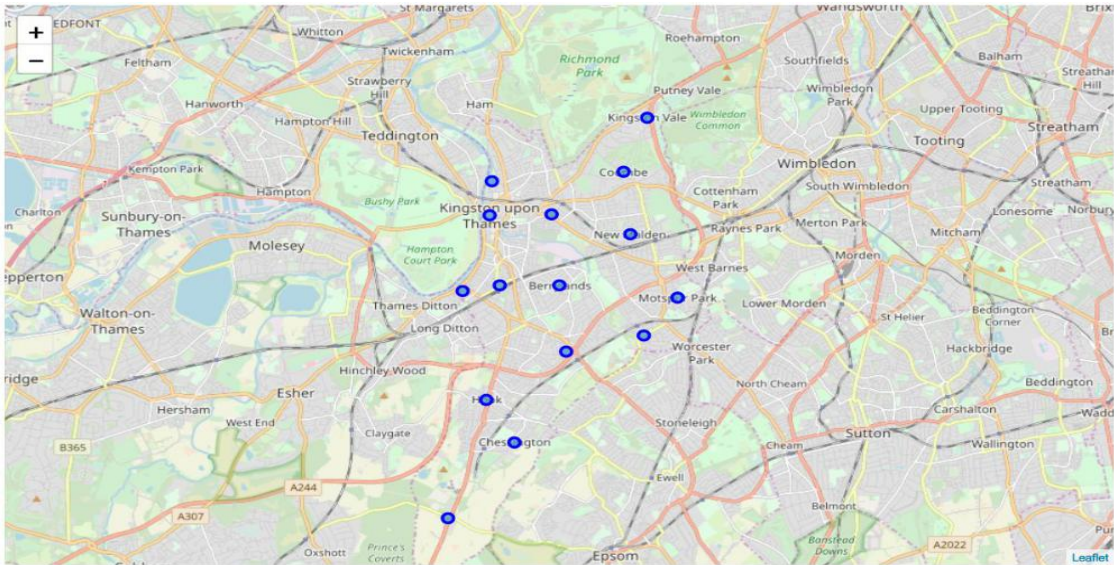 St Margarets
Wandsworth
+
EDFONT
Whitton
Roehampton
−
Feltham
Twickenham
Richmond
Park
Southfields
Balham
Streatham
Hill
Strawberry
Hill
Putney Vale
Wimbledon
Park
Hanworth
Ham
Upper Tooting
Hampton Hill
Kingston Vale
Wimbledon
Common
Streatham
Teddington
Tooting
Kempton Park
Wimbledon
Coombe
South Wimbledon
Streatham
Hampton
Bushy Park
Cottenham
Park
Charlton
Sunbury-on-
Thames
Kingston upon
Thames
Lonesome
Norbury
Merton Park
Molesey
New Malden
Raynes Park
Mitcham
Hampton
Court Park
Morden
epperton
West Barnes
Thames Ditton
Berrylands
Motspur Park
Lower Morden
Walton-on-
Thames
St Helier
Beddington
Corner
Long Ditton
Worcester
Park
Hackbridge
Hinchley Wood
North Cheam
Beddington
Esher
Hersham
Hook
Carshalton
West End
Stoneleigh
Claygate
Sutton
B365
Chessington
Cheam
Wallington
Ewell
A244
Belmont
A307
Prince's
Coverts
Banstead
Downs
A2022
Oxshott
Epsom
Leaflet